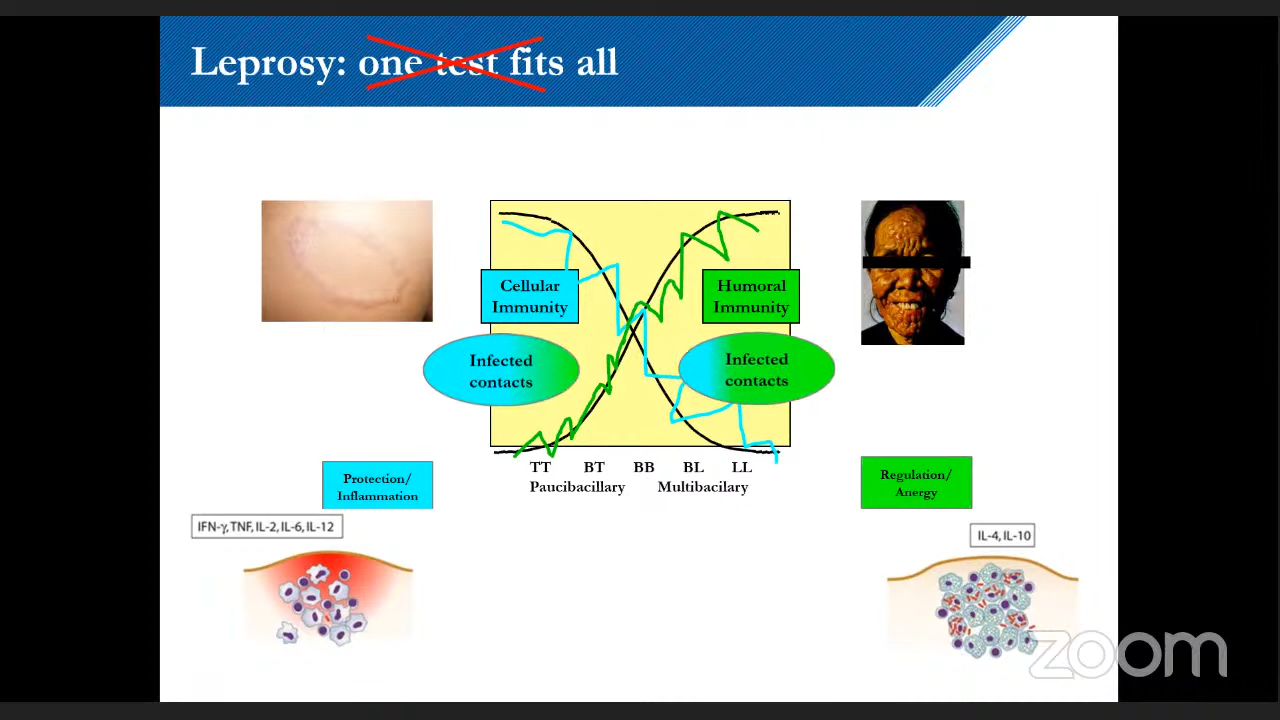 Leprosy: one test fits all
Cellular
Immunity
Humoral
Immunity
Infected
contacts
Infected
contacts
TT BT BB BL LL
Paucibacillary Multibacilary
Protection/
Inflammation
Regulation/
Anergy
IFN-γ, TNF, IL-2, IL-6, IL-12
IL-4, IL-10
zoom